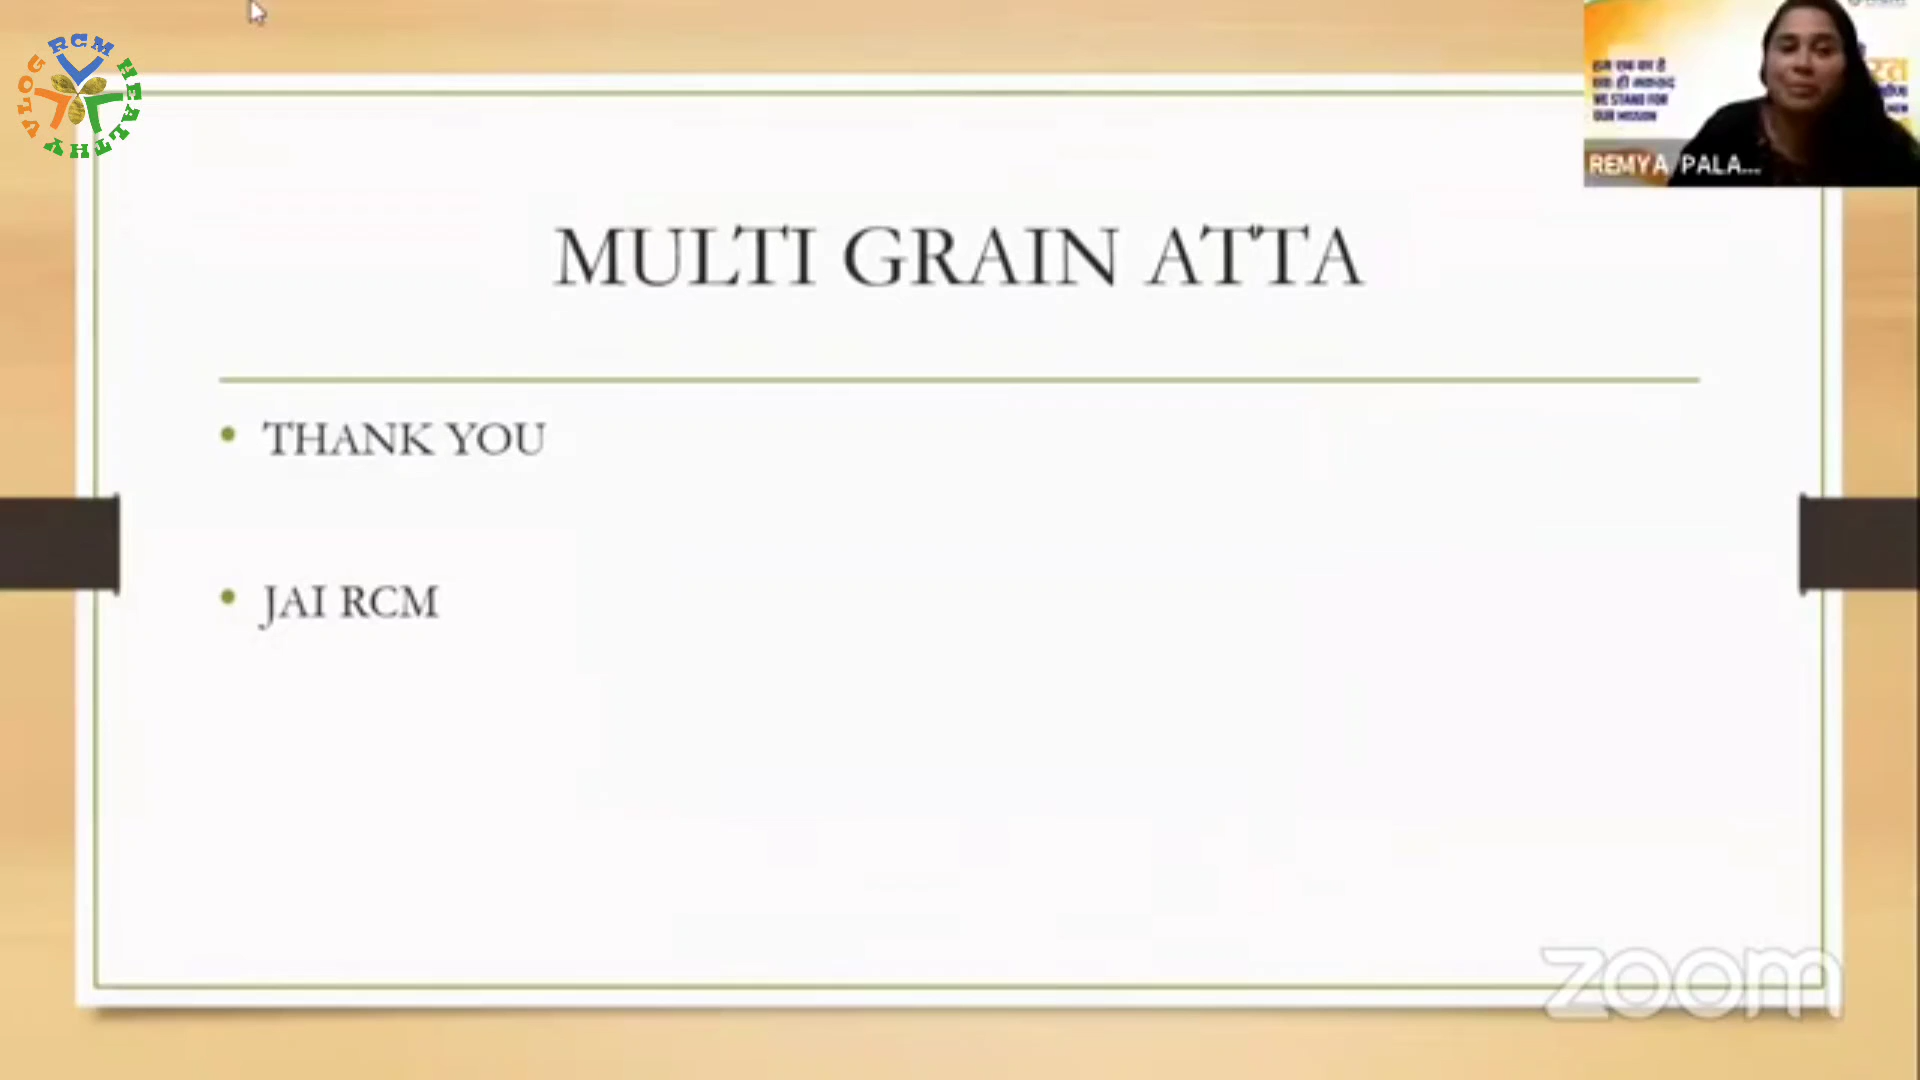 RCM HEALTHY VLOG
WE STAND FOR
OUR MISSION
REMYA PALA...
MULTI GRAIN ATTA
THANK YOU
JAI RCM
zoom